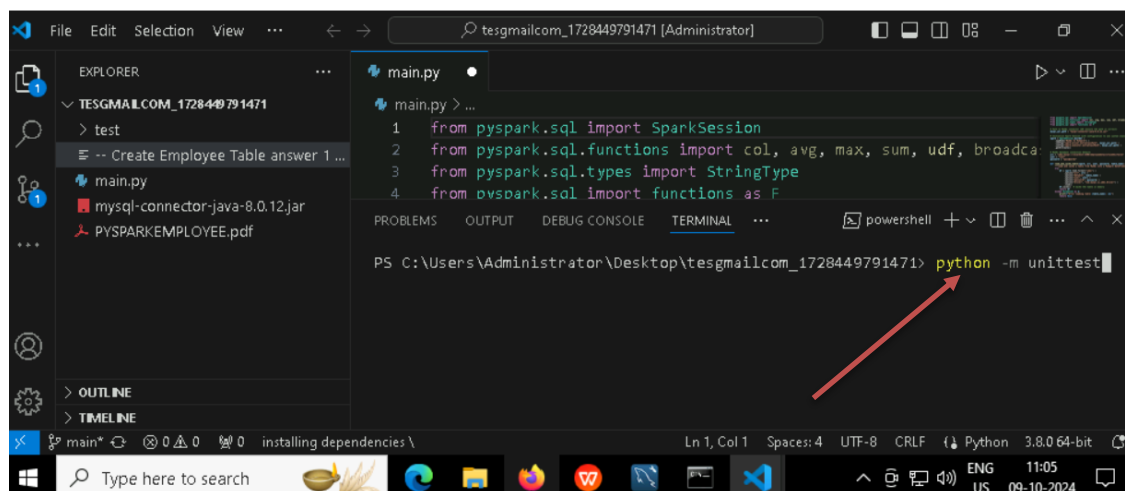 File Edit Selection View ··· tesgmailcom_1728449791471 [Administrator]
EXPLORER ···
TESGMAILCOM_1728449791471
test
-- Create Employee Table answer 1 ...
main.py
mysql-connector-java-8.0.12.jar
PYSPARKEMPLOYEE.pdf
OUTLINE
TIMELINE
main.py
main.py > ...
1 from pyspark.sql import SparkSession
2 from pyspark.sql.functions import col, avg, max, sum, udf, broadca
3 from pyspark.sql.types import StringType
4 from pyspark.sql import functions as F
PROBLEMS OUTPUT DEBUG CONSOLE TERMINAL ··· powershell
PS C:\Users\Administrator\Desktop\tesgmailcom_1728449791471> python -m unittest
main* 0 0 0 installing dependencies \ Ln 1, Col 1 Spaces: 4 UTF-8 CRLF Python 3.8.0 64-bit
Type here to search ENG 11:05
US 09-10-2024